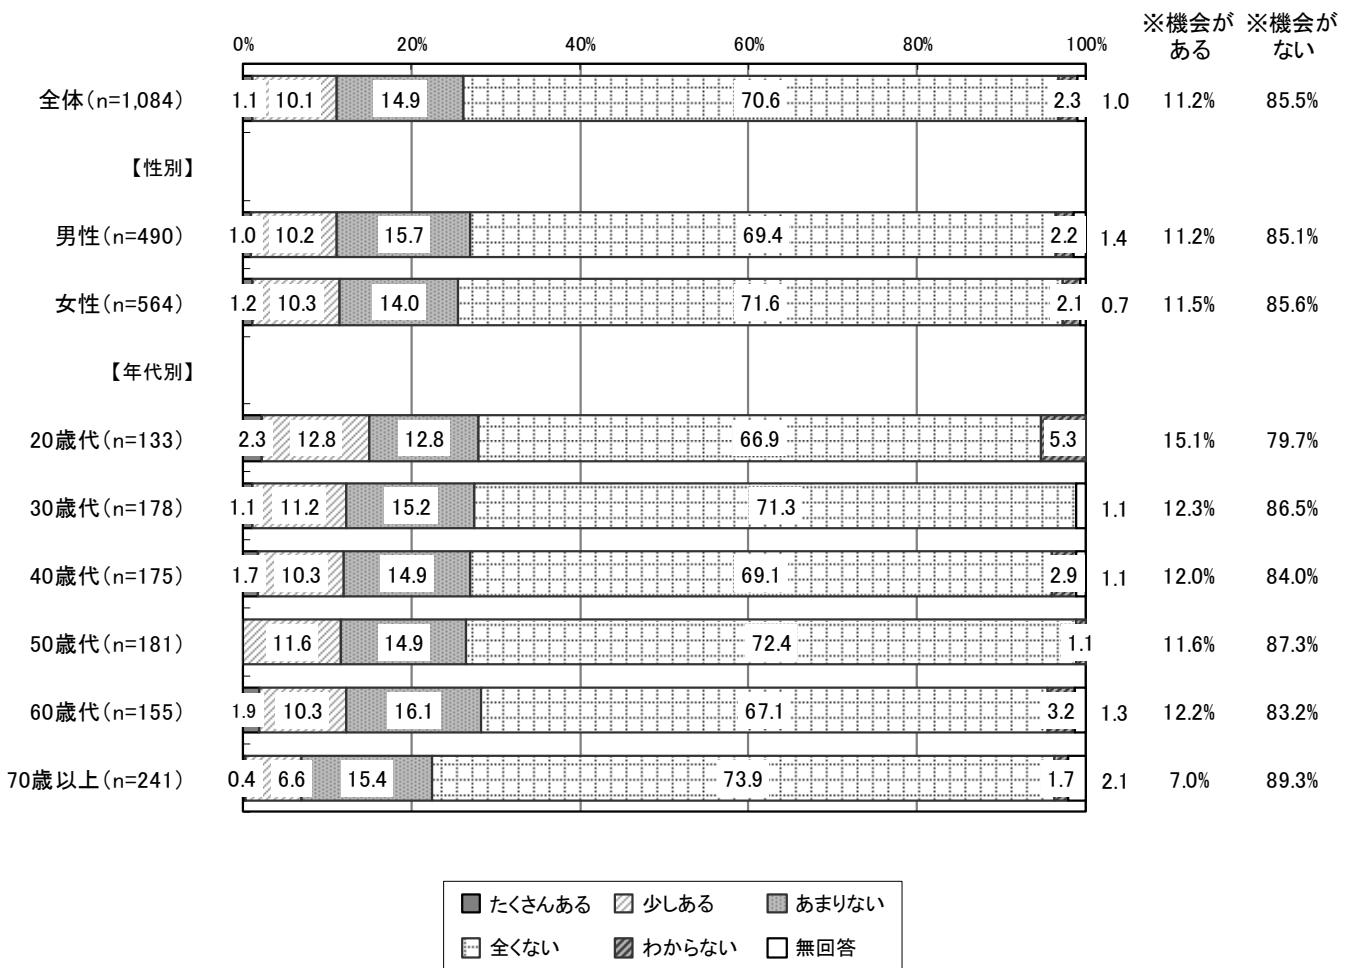 ※機会が ※機会が
ある ない
0% 20% 40% 60% 80% 100%
全体(n=1,084) 1.1 10.1 14.9 70.6 2.3 1.0 11.2% 85.5%
【性別】
男性(n=490) 1.0 10.2 15.7 69.4 2.2 1.4 11.2% 85.1%
女性(n=564) 1.2 10.3 14.0 71.6 2.1 0.7 11.5% 85.6%
【年代別】
20歳代(n=133) 2.3 12.8 12.8 66.9 5.3 15.1% 79.7%
30歳代(n=178) 1.1 11.2 15.2 71.3 1.1 12.3% 86.5%
40歳代(n=175) 1.7 10.3 14.9 69.1 2.9 1.1 12.0% 84.0%
50歳代(n=181) 11.6 14.9 72.4 1.1 11.6% 87.3%
60歳代(n=155) 1.9 10.3 16.1 67.1 3.2 1.3 12.2% 83.2%
70歳以上(n=241) 0.4 6.6 15.4 73.9 1.7 2.1 7.0% 89.3%
たくさんある 少しある あまりない
全くない わからない 無回答